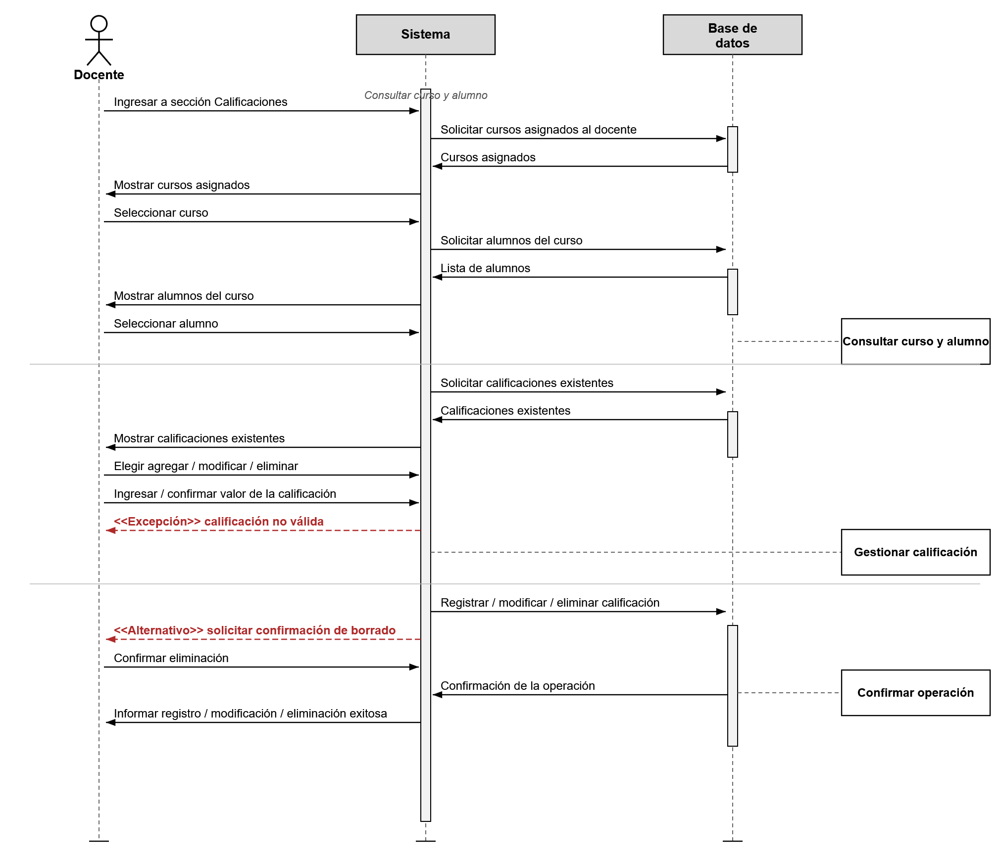 Sistema
Base de
datos
Docente
Consultar curso y alumno
Ingresar a sección Calificaciones
Solicitar cursos asignados al docente
Cursos asignados
Mostrar cursos asignados
Seleccionar curso
Solicitar alumnos del curso
Lista de alumnos
Mostrar alumnos del curso
Seleccionar alumno
Consultar curso y alumno
Solicitar calificaciones existentes
Calificaciones existentes
Mostrar calificaciones existentes
Elegir agregar / modificar / eliminar
Ingresar / confirmar valor de la calificación
<<Excepción>> calificación no válida
Gestionar calificación
Registrar / modificar / eliminar calificación
<<Alternativo>> solicitar confirmación de borrado
Confirmar eliminación
Confirmación de la operación
Confirmar operación
Informar registro / modificación / eliminación exitosa